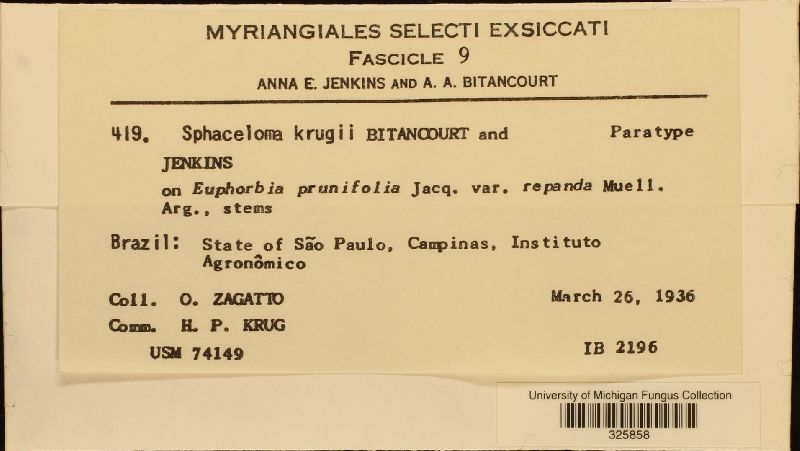 MYRIANGIALES SELECTI EXSICCATI
FASCICLE 9
ANNA E. JENKINS AND A. A. BITANCOURT
419. Sphaceloma krugii BITANCOURT and Paratype
JENKINS
on Euphorbia prunifolia Jacq. var. repanda Muell.
Arg., stems
Brazil: State of São Paulo, Campinas, Instituto
Agronômico
Coll. O. ZAGATTO March 26, 1936
Comm. H. P. KRUG
USM 74149 IB 2196
University of Michigan Fungus Collection
325858